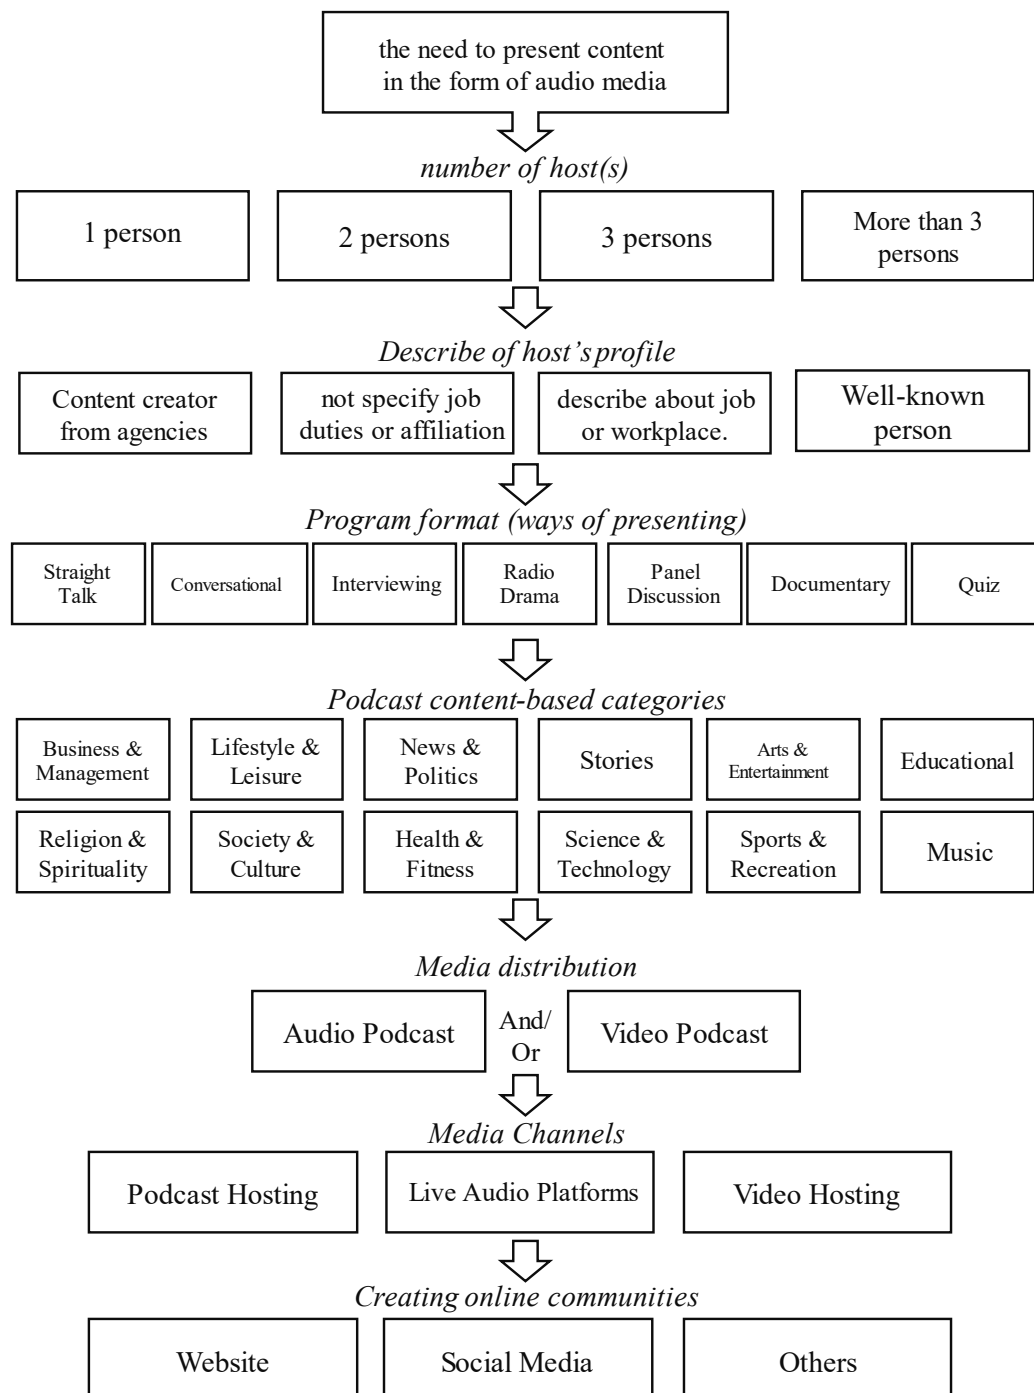 the need to present content
in the form of audio media
number of host(s)
1 person
2 persons
3 persons
More than 3
persons
Describe of host's profile
Content creator
from agencies
not specify job
duties or affiliation
describe about job
or workplace.
Well-known
person
Program format (ways of presenting)
Straight
Talk
Conversational
Interviewing
Radio
Drama
Panel
Discussion
Documentary
Quiz
Podcast content-based categories
Business &
Management
Lifestyle &
Leisure
News &
Politics
Stories
Arts &
Entertainment
Educational
Religion &
Spirituality
Society &
Culture
Health &
Fitness
Science &
Technology
Sports &
Recreation
Music
Media distribution
Audio Podcast
And/
Or
Video Podcast
Media Channels
Podcast Hosting
Live Audio Platforms
Video Hosting
Creating online communities
Website
Social Media
Others